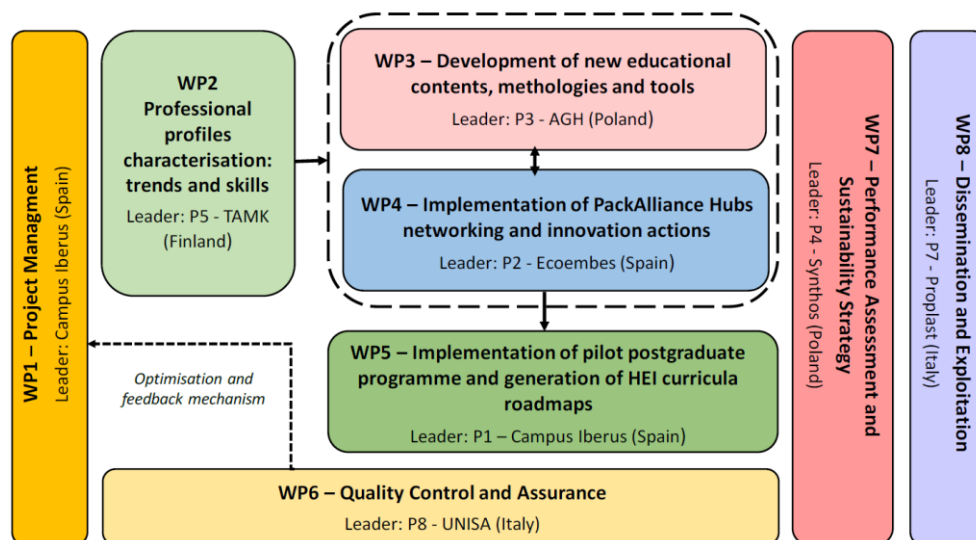 WP1 – Project Managment
Leader: Campus Iberus (Spain)
WP2
Professional
profiles
characterisation:
trends and skills
Leader: P5 - TAMK
(Finland)
WP3 – Development of new educational
contents, methologies and tools
Leader: P3 - AGH (Poland)
WP4 – Implementation of PackAlliance Hubs
networking and innovation actions
Leader: P2 - Ecoembes (Spain)
WP5 – Implementation of pilot postgraduate
programme and generation of HEI curricula
roadmaps
Leader: P1 – Campus Iberus (Spain)
Optimisation and
feedback mechanism
WP6 – Quality Control and Assurance
Leader: P8 - UNISA (Italy)
WP7 – Performance Assessment and
Sustainability Strategy
Leader: P4 - Synthos
(Poland)
WP8 – Dissemination and Exploitation
Leader: P7 - Proplast (Italy)